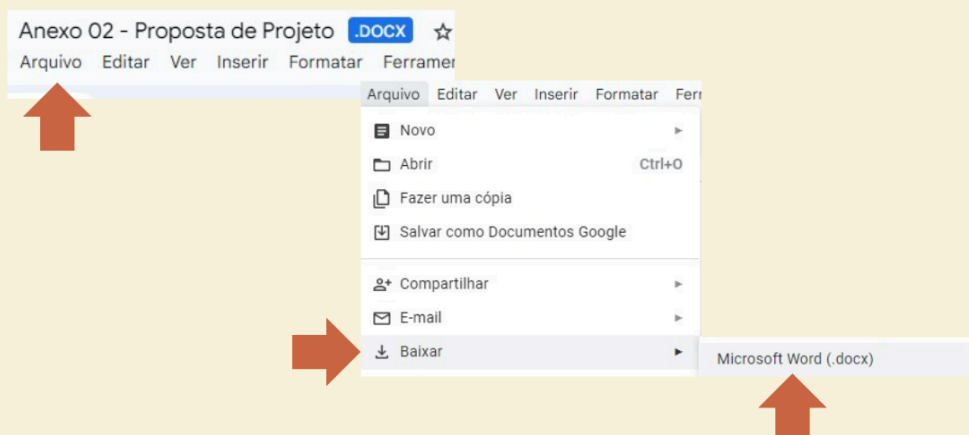 Anexo 02 - Proposta de Projeto .DOCX
Arquivo Editar Ver Inserir Formatar
Arquivo Editar Ver Inserir Formatar
Novo
Abrir Ctrl+O
Fazer uma cópia
Salvar como Documentos Google
Compartilhar
E-mail
Baixar
Microsoft Word (.docx)